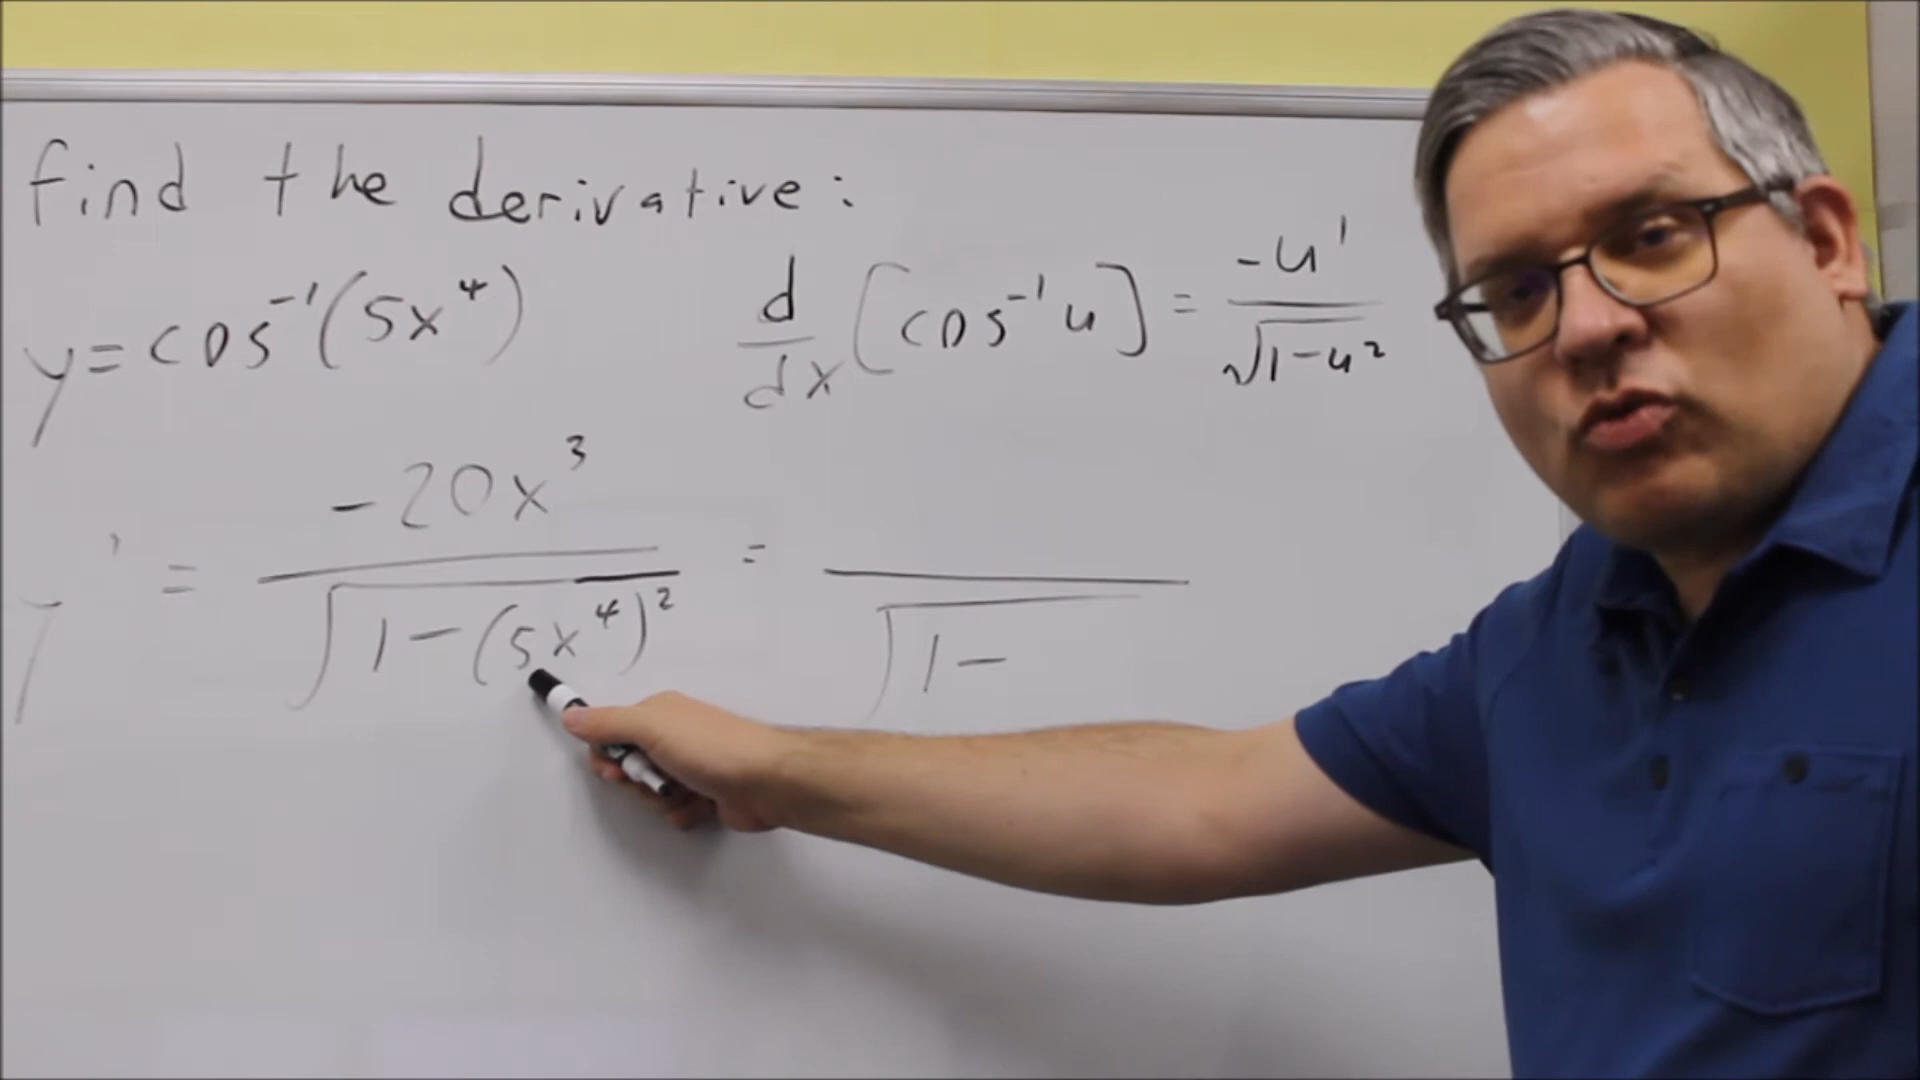 find the derivative:
y = cos⁻¹(5x⁴)
d/dx [cos⁻¹ u] = -u' / √(1-u²)
y' = -20x³ / √(1-(5x⁴)²) = / √(1-